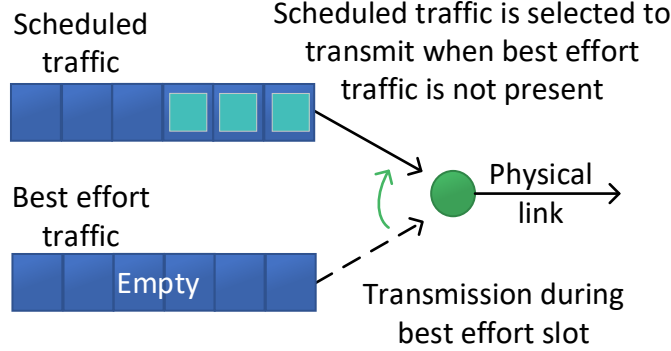 Scheduled
traffic
Scheduled traffic is selected to
transmit when best effort
traffic is not present
Physical
link
Best effort
traffic
Empty
Transmission during
best effort slot